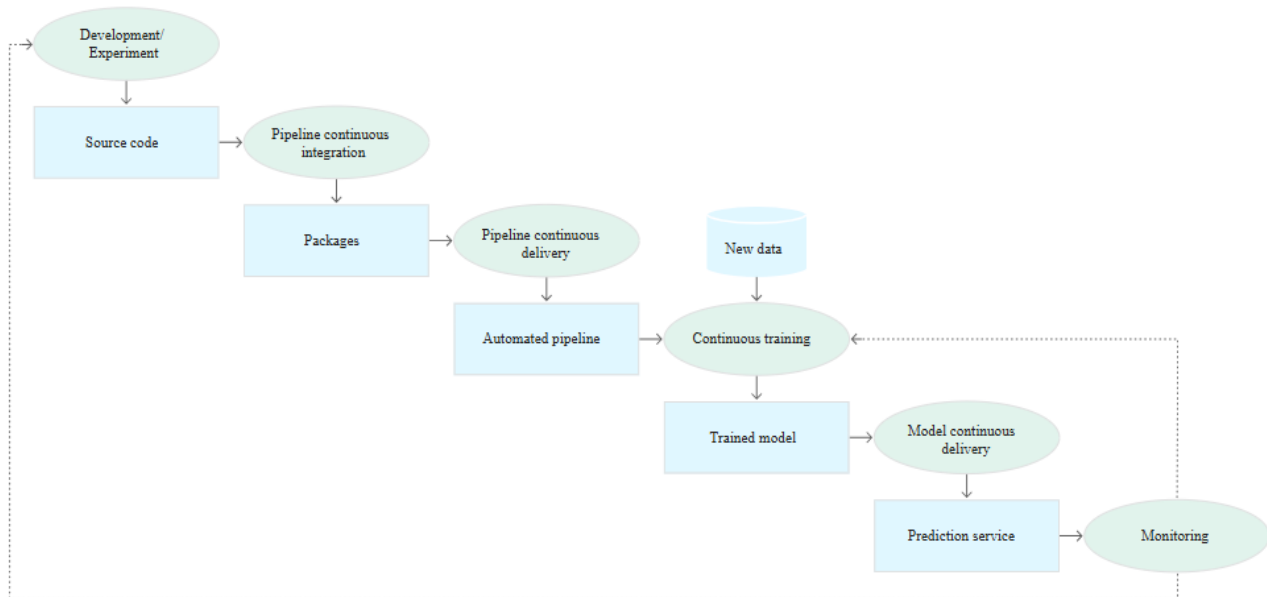 Development/
Experiment
Source code
Pipeline continuous
integration
Packages
Pipeline continuous
delivery
New data
Automated pipeline
Continuous training
Trained model
Model continuous
delivery
Prediction service
Monitoring